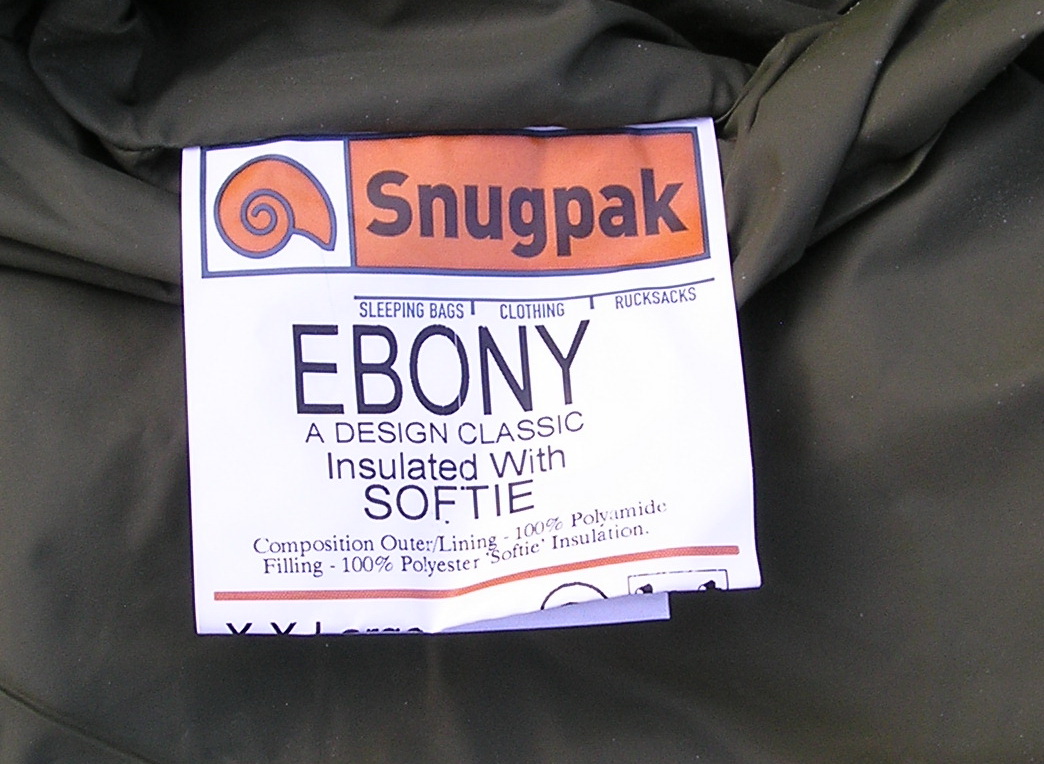 Snugpak
SLEEPING BAGS CLOTHING RUCKSACKS
EBONY
A DESIGN CLASSIC
Insulated With
SOFTIE
Composition Outer/Lining - 100% Polyamide
Filling - 100% Polyester 'Softie' Insulation.
X X Large